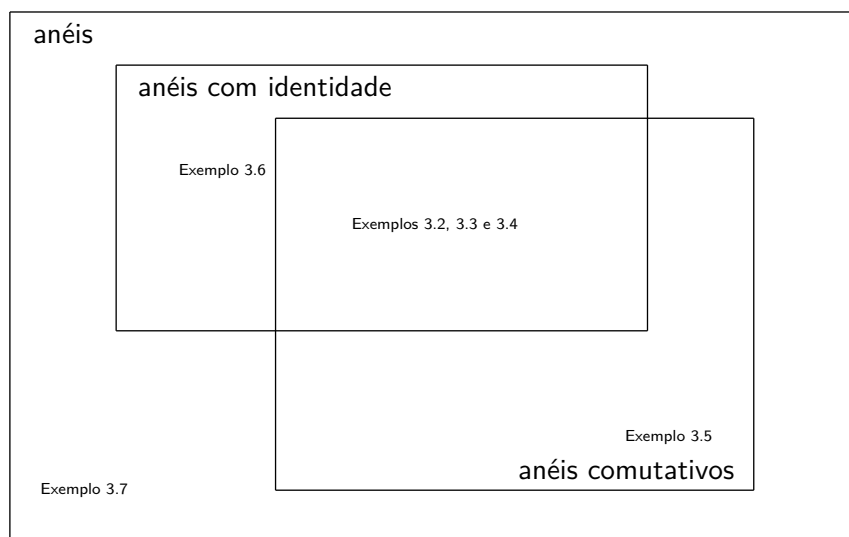 anéis
anéis com identidade
Exemplo 3.6
Exemplos 3.2, 3.3 e 3.4
Exemplo 3.5
anéis comutativos
Exemplo 3.7